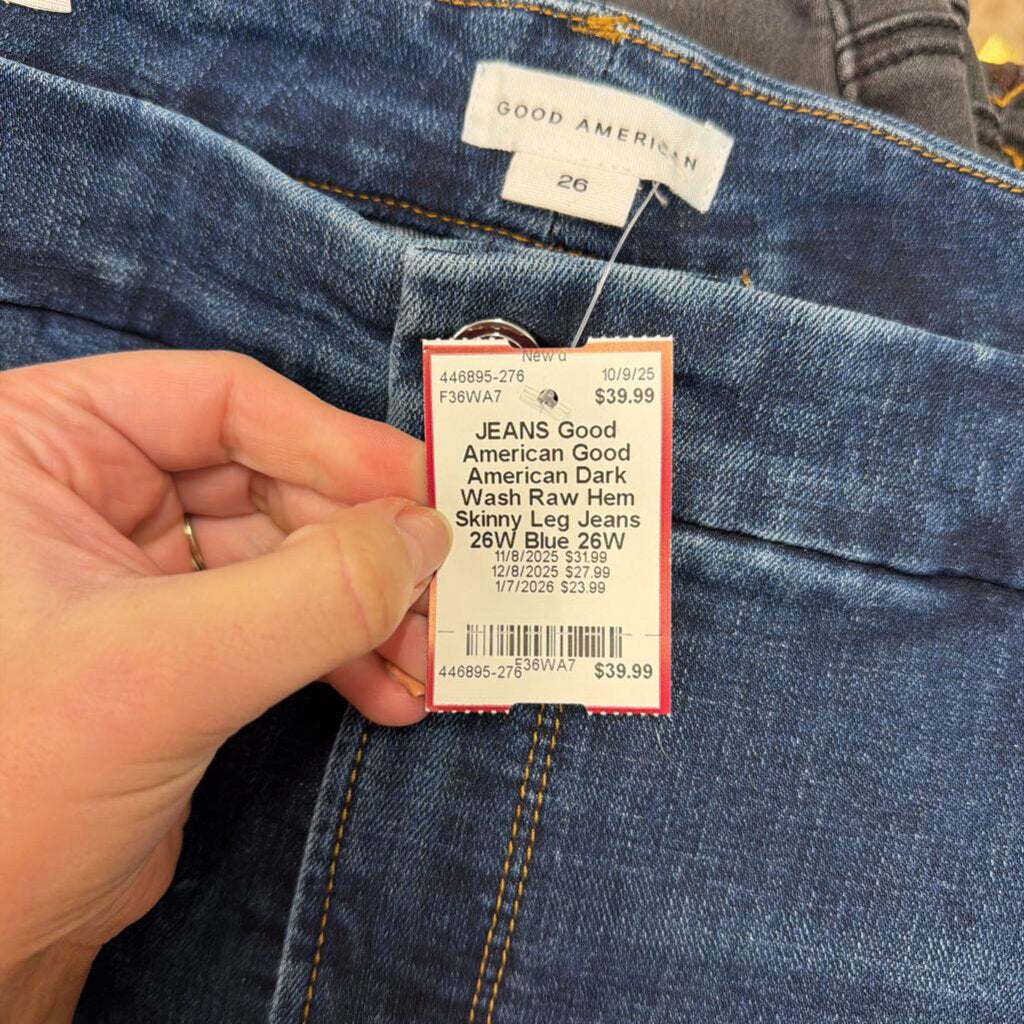 GOOD AMERICAN
26
New
446895-276 10/9/25
F36WA7 $39.99
JEANS Good
American Good
American Dark
Wash Raw Hem
Skinny Leg Jeans
26W Blue 26W
11/8/2025 $31.99
12/8/2025 $27.99
1/7/2026 $23.99
F36WA7
446895-276 $39.99